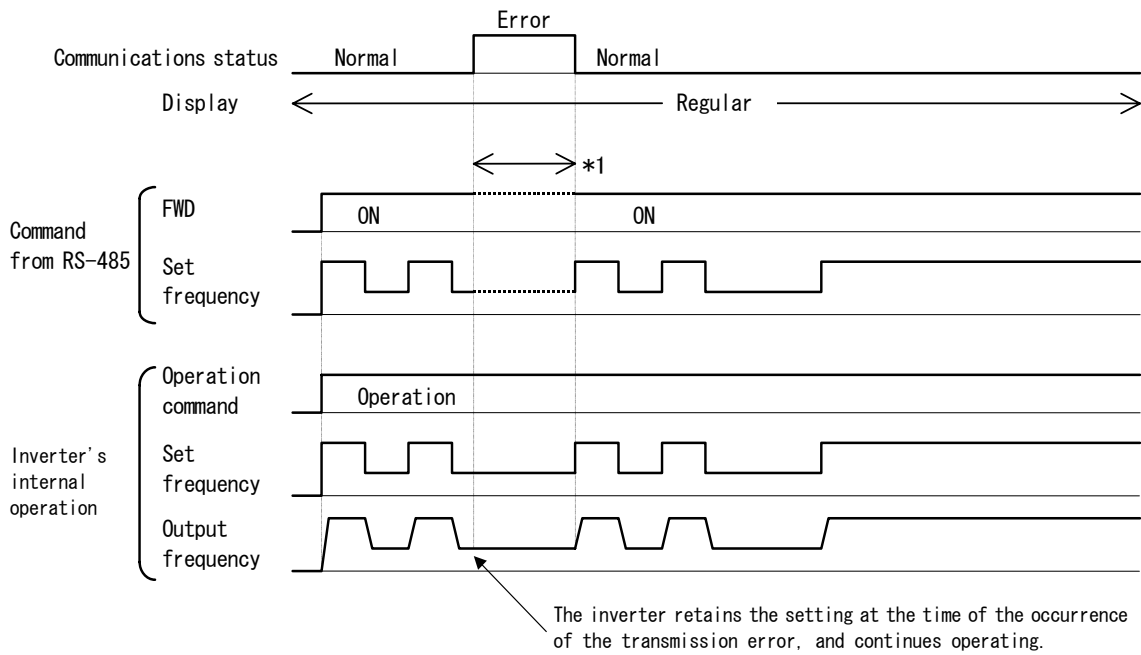 Error
Communications status
Normal
Normal
Display
Regular
*1
Command
from RS-485
FWD
ON
ON
Set
frequency
Inverter's
internal
operation
Operation
command
Operation
Set
frequency
Output
frequency
The inverter retains the setting at the time of the occurrence
of the transmission error, and continues operating.